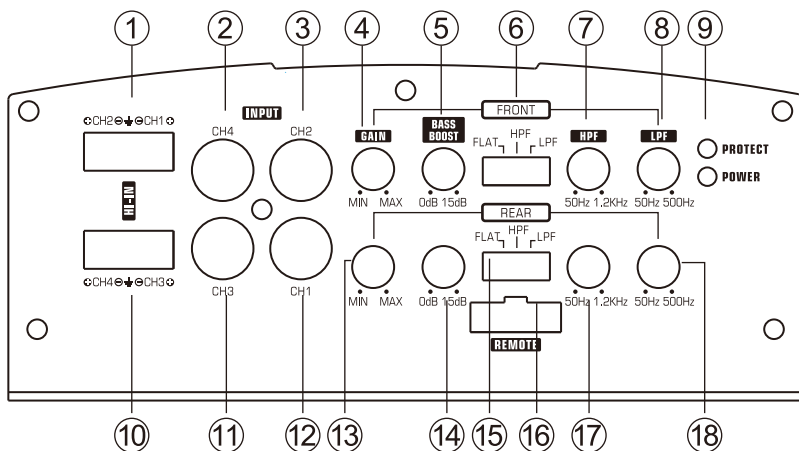 ① ② ③ ④ ⑤ ⑥ ⑦ ⑧ ⑨
FRONT
INPUT
CH2⊖⏚⊖CH1
CH4 CH2
GAIN
BASS
BOOST
FLAT HPF LPF
HPF
LPF
PROTECT
POWER
MIN MAX
0dB 15dB
50Hz 1.2KHz
50Hz 500Hz
HI-IN
REAR
FLAT HPF LPF
CH4⊖⏚⊖CH3
CH3 CH1
MIN MAX
0dB 15dB
50Hz 1.2KHz
50Hz 500Hz
REMOTE
⑩ ⑪ ⑫ ⑬ ⑭ ⑮ ⑯ ⑰ ⑱